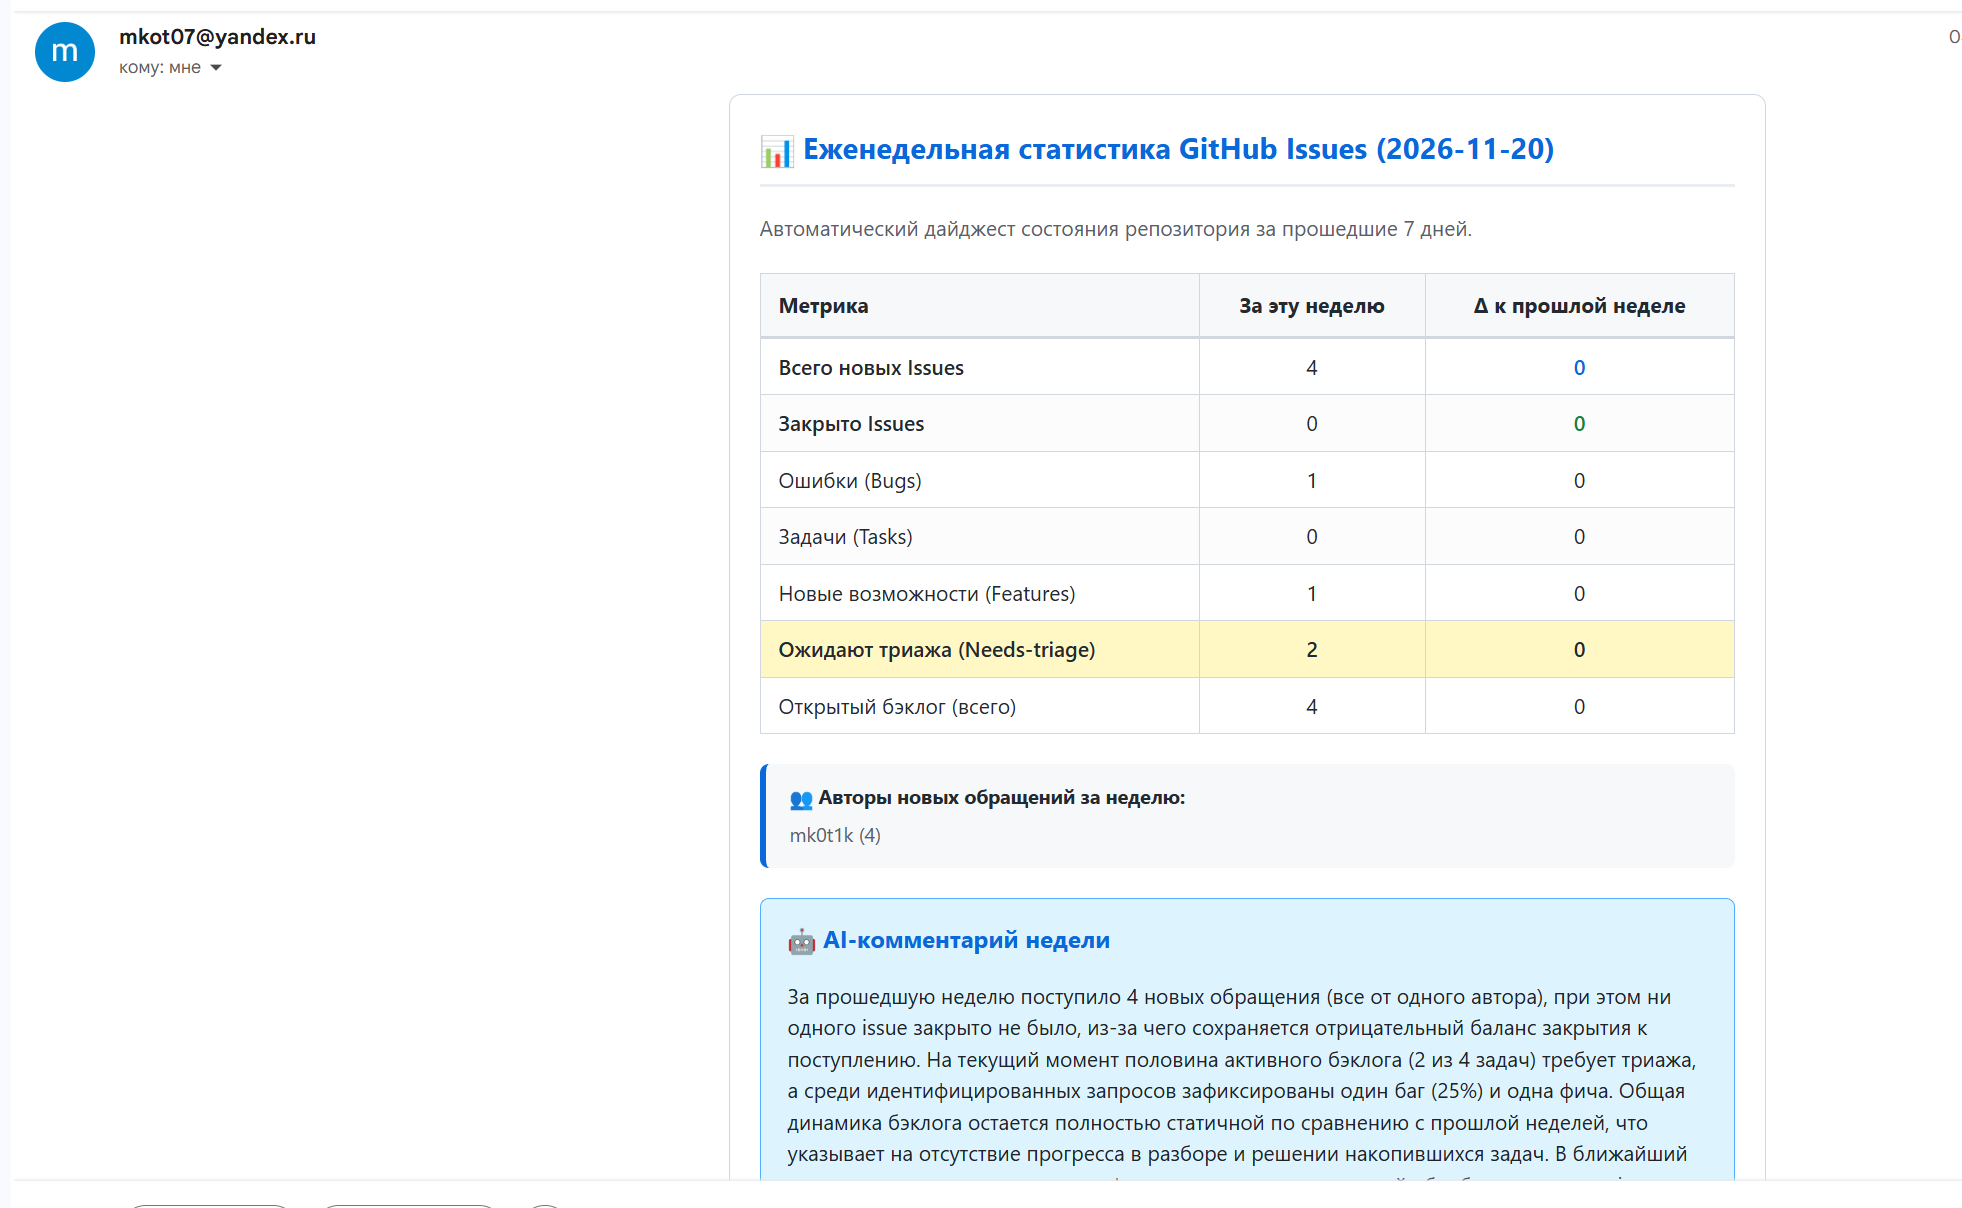 m
mkot07@yandex.ru
кому: мне
0
📊 Еженедельная статистика GitHub Issues (2026-11-20)
Автоматический дайджест состояния репозитория за прошедшие 7 дней.
Метрика За эту неделю Δ к прошлой неделе
Всего новых Issues 4 0
Закрыто Issues 0 0
Ошибки (Bugs) 1 0
Задачи (Tasks) 0 0
Новые возможности (Features) 1 0
Ожидают триажа (Needs-triage) 2 0
Открытый бэклог (всего) 4 0
👥 Авторы новых обращений за неделю:
mk0t1k (4)
🤖 AI-комментарий недели
За прошедшую неделю поступило 4 новых обращения (все от одного автора), при этом ни
одного issue закрыто не было, из-за чего сохраняется отрицательный баланс закрытия к
поступлению. На текущий момент половина активного бэклога (2 из 4 задач) требует триажа,
а среди идентифицированных запросов зафиксированы один баг (25%) и одна фича. Общая
динамика бэклога остается полностью статичной по сравнению с прошлой неделей, что
указывает на отсутствие прогресса в разборе и решении накопившихся задач. В ближайший